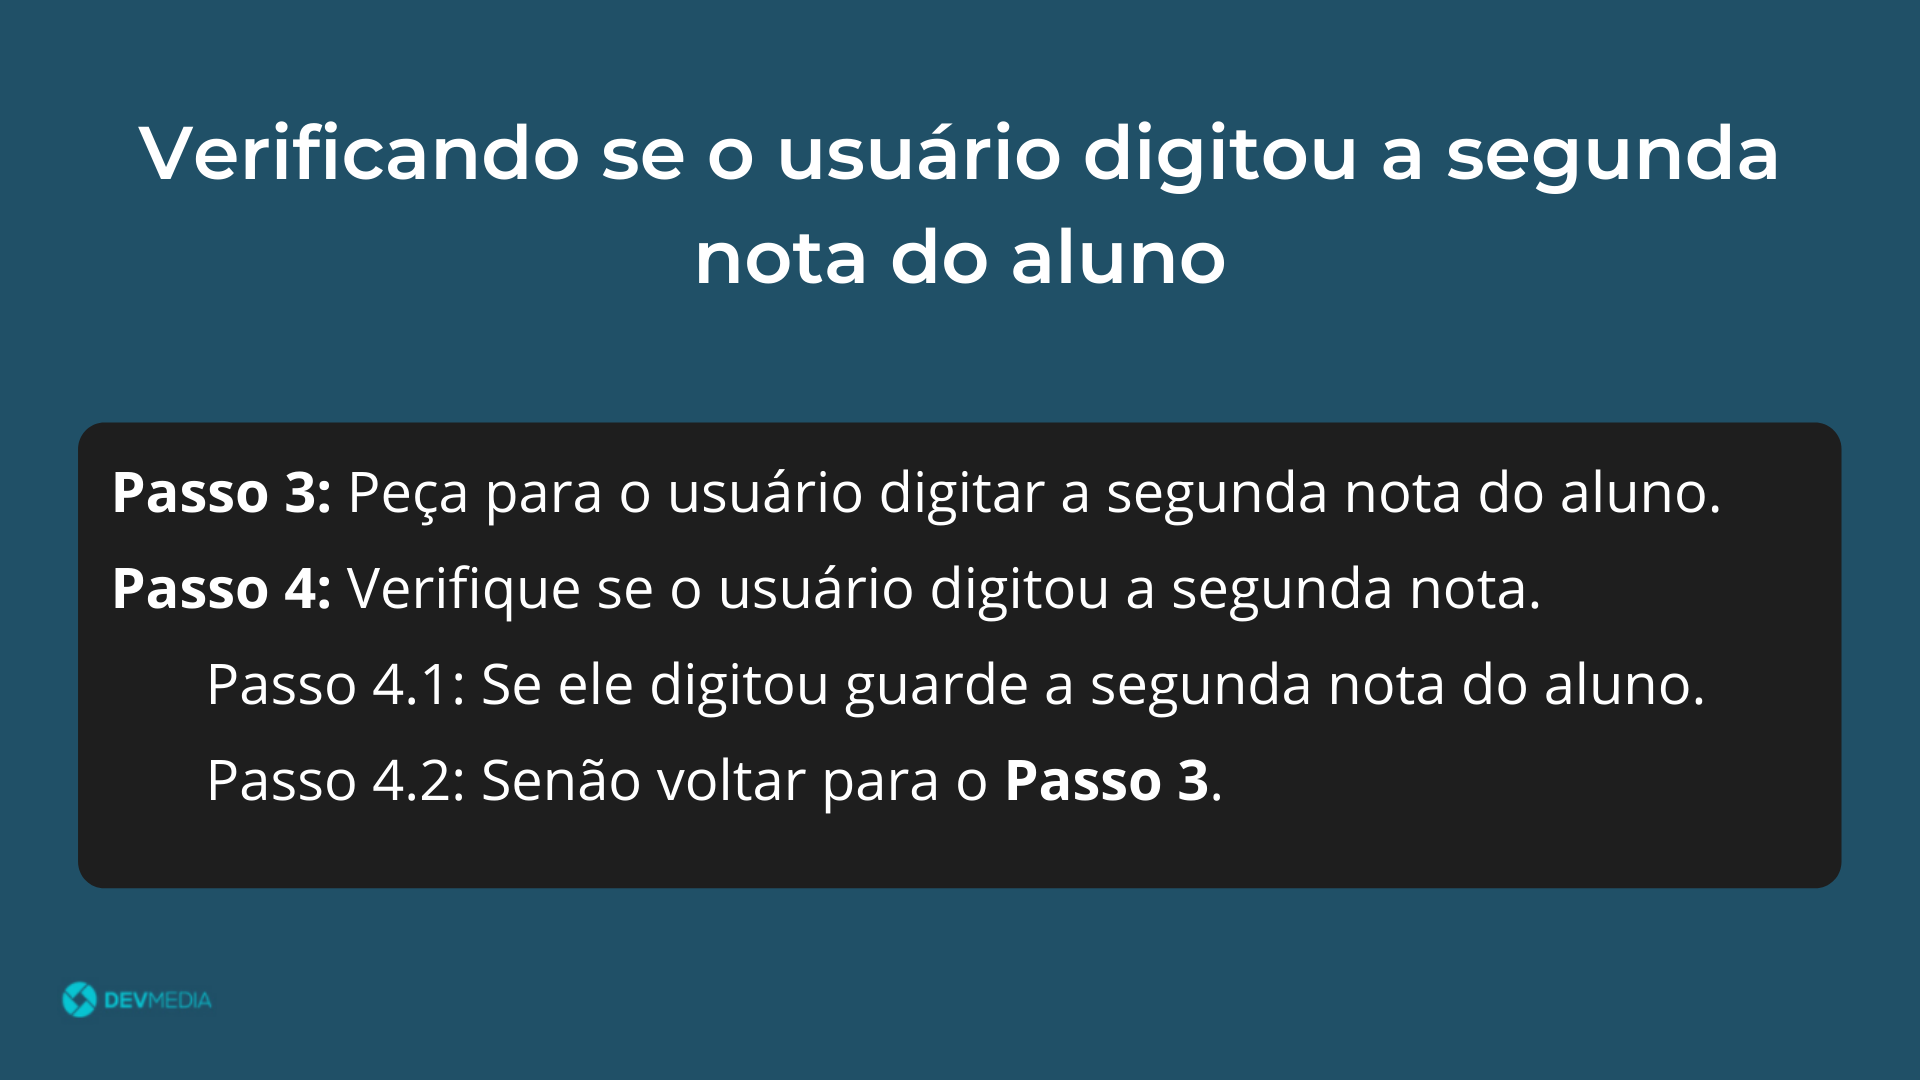 Verificando se o usuário digitou a segunda
nota do aluno
Passo 3: Peça para o usuário digitar a segunda nota do aluno.
Passo 4: Verifique se o usuário digitou a segunda nota.
Passo 4.1: Se ele digitou guarde a segunda nota do aluno.
Passo 4.2: Senão voltar para o Passo 3.
DEVMEDIA